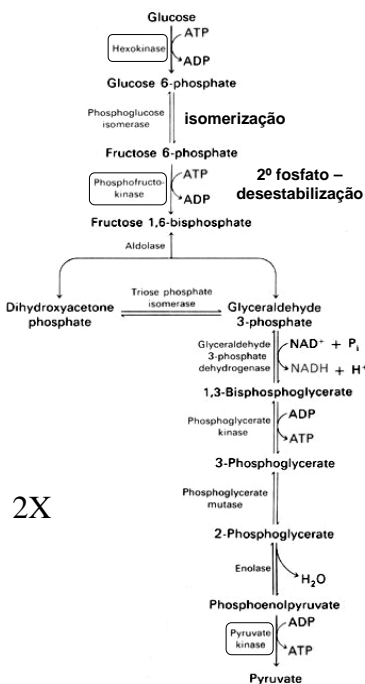 Glucose
Hexokinase
ATP
ADP
Glucose 6-phosphate
Phosphoglucose
isomerase
isomerização
Fructose 6-phosphate
Phosphofructo-
kinase
ATP
ADP
2º fosfato –
desestabilização
Fructose 1,6-bisphosphate
Aldolase
Dihydroxyacetone
phosphate
Triose phosphate
isomerase
Glyceraldehyde
3-phosphate
Glyceraldehyde
3-phosphate
dehydrogenase
NAD⁺ + Pᵢ
NADH + H⁺
1,3-Bisphosphoglycerate
Phosphoglycerate
kinase
ADP
ATP
3-Phosphoglycerate
2X
Phosphoglycerate
mutase
2-Phosphoglycerate
Enolase
H₂O
Phosphoenolpyruvate
Pyruvate
kinase
ADP
ATP
Pyruvate